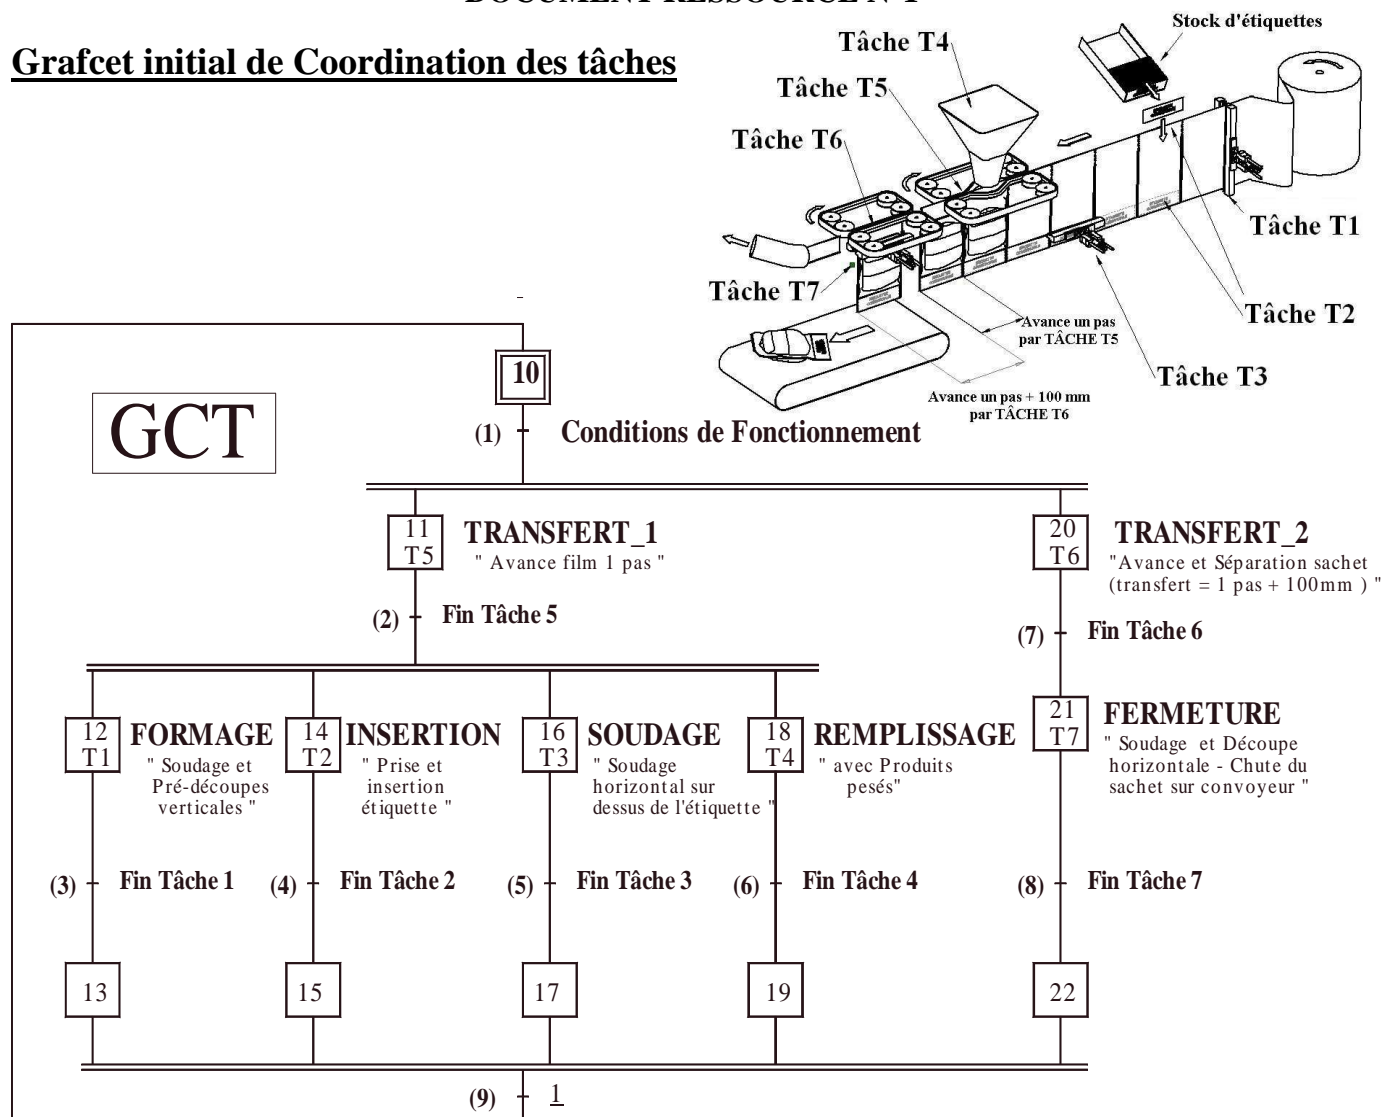 DOCUMENT RESSOURCE N°1
Grafcet initial de Coordination des tâches
Stock d'étiquettes
Tâche T4
Tâche T5
Tâche T6
Tâche T1
Tâche T7
Tâche T2
Avance un pas
par TÂCHE T5
Tâche T3
Avance un pas + 100 mm
par TÂCHE T6
GCT
10
(1)
Conditions de Fonctionnement
11
T5
TRANSFERT_1
" Avance film 1 pas "
20
T6
TRANSFERT_2
"Avance et Séparation sachet
(transfert = 1 pas + 100mm ) "
(2)
Fin Tâche 5
(7)
Fin Tâche 6
12
T1
FORMAGE
" Soudage et
Pré-découpes
verticales "
14
T2
INSERTION
" Prise et
insertion
étiquette "
16
T3
SOUDAGE
" Soudage
horizontal sur
dessus de l'étiquette "
18
T4
REMPLISSAGE
" avec Produits
pesés"
21
T7
FERMETURE
" Soudage et Découpe
horizontale - Chute du
sachet sur convoyeur "
(3)
Fin Tâche 1
(4)
Fin Tâche 2
(5)
Fin Tâche 3
(6)
Fin Tâche 4
(8)
Fin Tâche 7
13
15
17
19
22
(9)
1